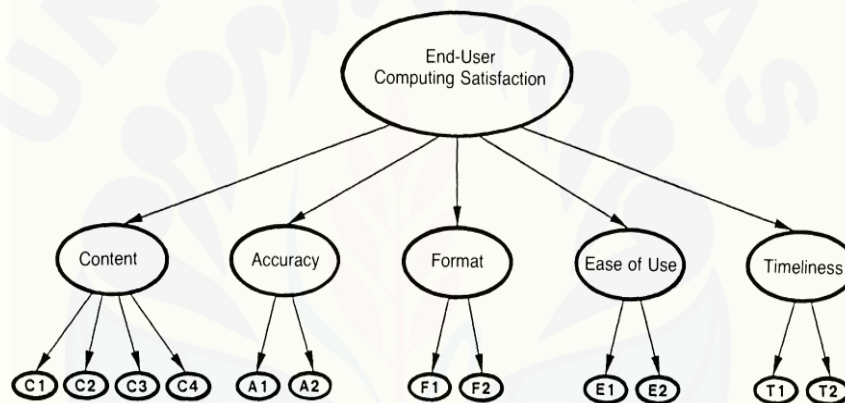 End-User
Computing Satisfaction
Content
Accuracy
Format
Ease of Use
Timeliness
C1
C2
C3
C4
A1
A2
F1
F2
E1
E2
T1
T2